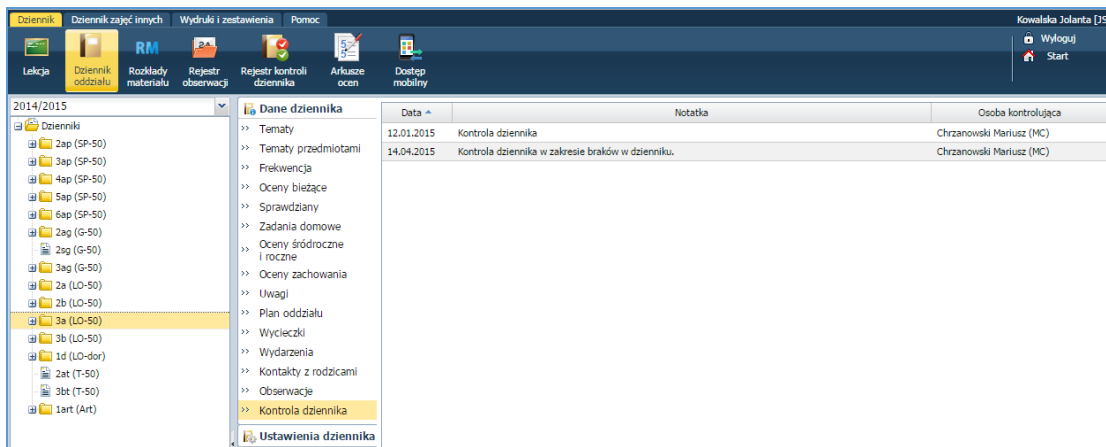 Dziennik Dziennik zajęć innych Wydruki i zestawienia Pomoc Kowalska Jolanta [JS
Wyloguj
Start
RM
Lekcja Dziennik oddziału Rozkłady materiału Rejestr obserwacji Rejestr kontroli dziennika Arkusze ocen Dostęp mobilny
2014/2015
Dzienniki
2ap (SP-50)
3ap (SP-50)
4ap (SP-50)
5ap (SP-50)
6ap (SP-50)
2ag (G-50)
2sg (G-50)
3ag (G-50)
2a (LO-50)
2b (LO-50)
3a (LO-50)
3b (LO-50)
1d (LO-dor)
2at (T-50)
3bt (T-50)
1art (Art)
Dane dziennika
Tematy
Tematy przedmiotami
Frekwencja
Oceny bieżące
Sprawdziany
Zadania domowe
Oceny śródroczne
i roczne
Oceny zachowania
Uwagi
Plan oddziału
Wycieczki
Wydarzenia
Kontakty z rodzicami
Obserwacje
Kontrola dziennika
Ustawienia dziennika
Data Notatka Osoba kontrolująca
12.01.2015 Kontrola dziennika Chrzanowski Mariusz (MC)
14.04.2015 Kontrola dziennika w zakresie braków w dzienniku. Chrzanowski Mariusz (MC)